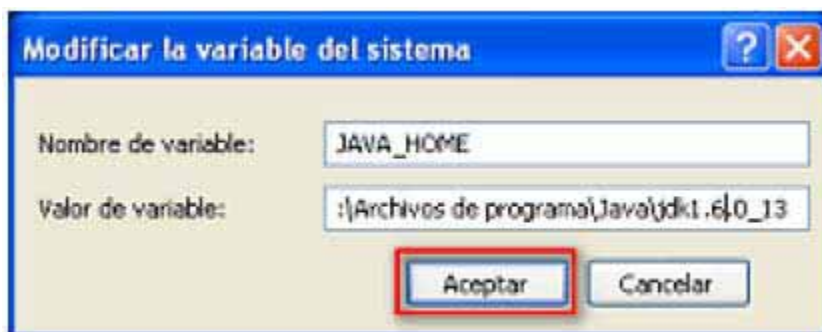 Modificar la variable del sistema
?
Nombre de variable: JAVA_HOME
Valor de variable: :\Archivos de programa\Java\jdk1.6.0_13
Aceptar Cancelar